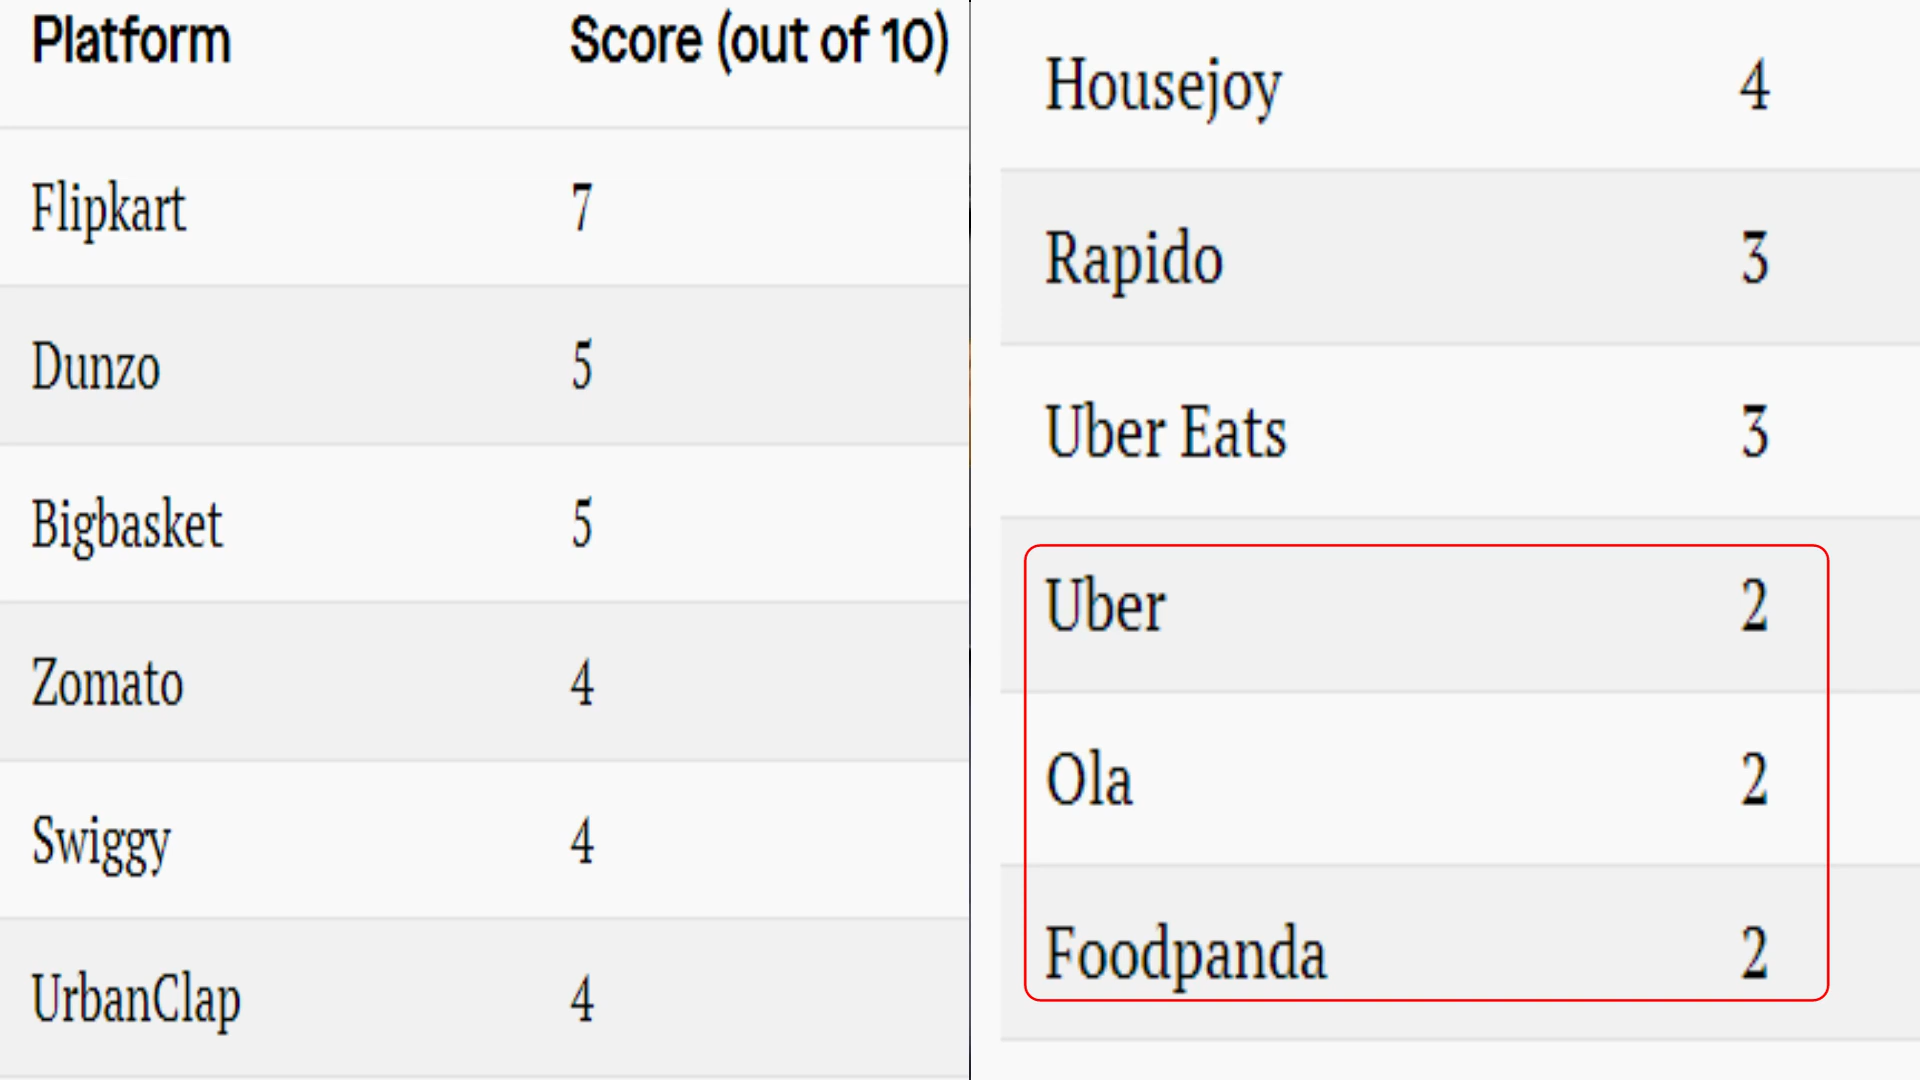 Platform Score (out of 10)
Flipkart 7
Dunzo 5
Bigbasket 5
Zomato 4
Swiggy 4
UrbanClap 4
Housejoy 4
Rapido 3
Uber Eats 3
Uber 2
Ola 2
Foodpanda 2